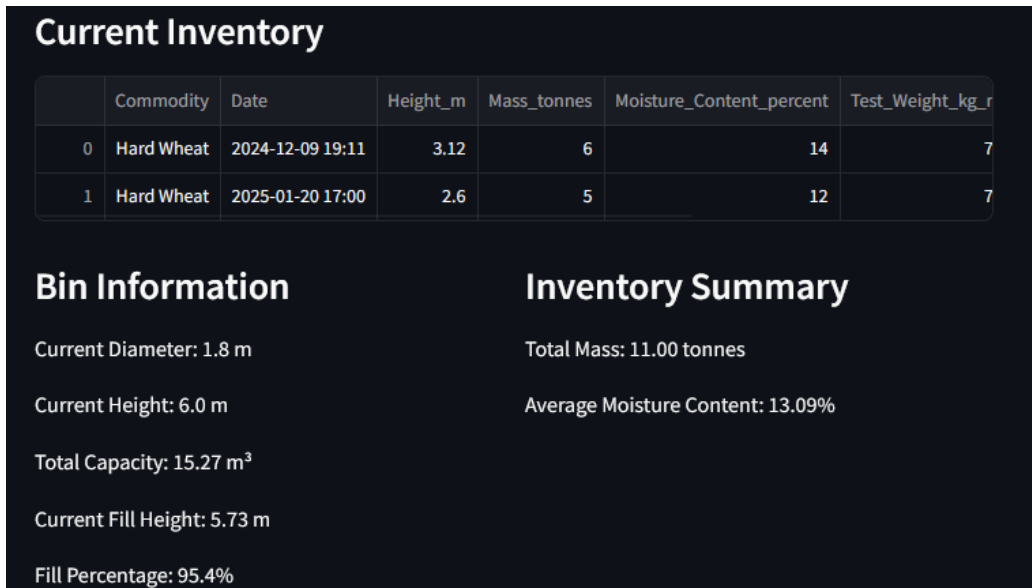 Current Inventory
Commodity Date Height_m Mass_tonnes Moisture_Content_percent
0 Hard Wheat 2024-12-09 19:11 3.12 6 14
1 Hard Wheat 2025-01-20 17:00 2.6 5 12
Bin Information
Current Diameter: 1.8 m
Current Height: 6.0 m
Total Capacity: 15.27 m³
Current Fill Height: 5.73 m
Fill Percentage: 95.4%
Inventory Summary
Total Mass: 11.00 tonnes
Average Moisture Content: 13.09%